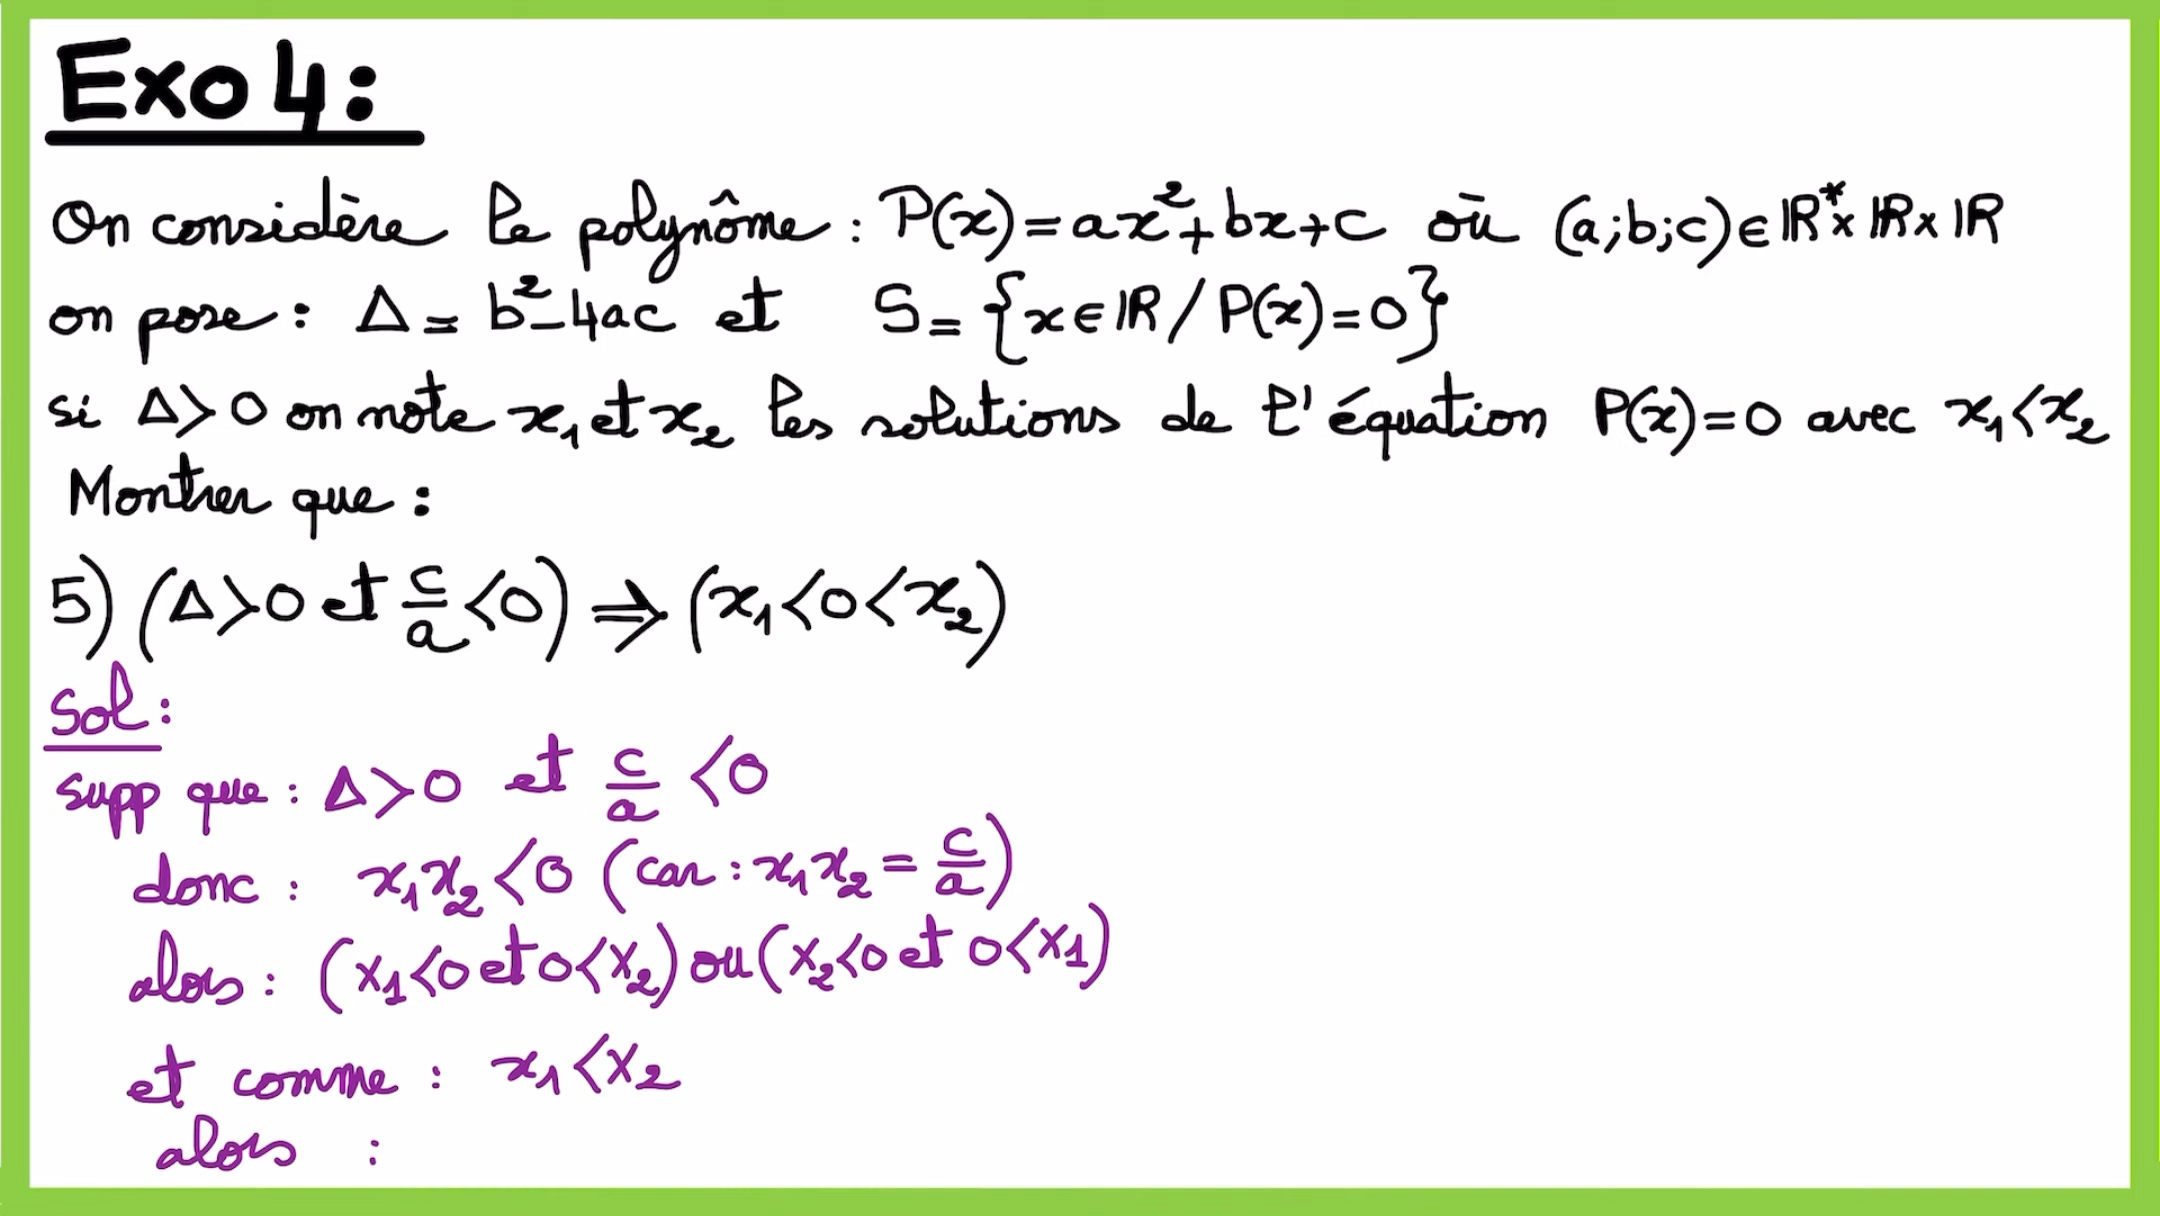 Exo 4:
On considère le polynôme : P(x)=ax²+bx+c où (a;b;c)∈ℝ*×ℝ×ℝ
on pose : Δ = b²-4ac et S = {x∈ℝ / P(x)=0}
si Δ>0 on note x₁ et x₂ les solutions de l'équation P(x)=0 avec x₁<x₂
Montrer que :
5) (Δ>0 et c/a <0) ⇒ (x₁<0<x₂)
Sol :
supp que : Δ>0 et c/a <0
donc : x₁x₂<0 (car : x₁x₂ = c/a)
alors : (x₁<0 et 0<x₂) ou (x₂<0 et 0<x₁)
et comme : x₁<x₂
alors :